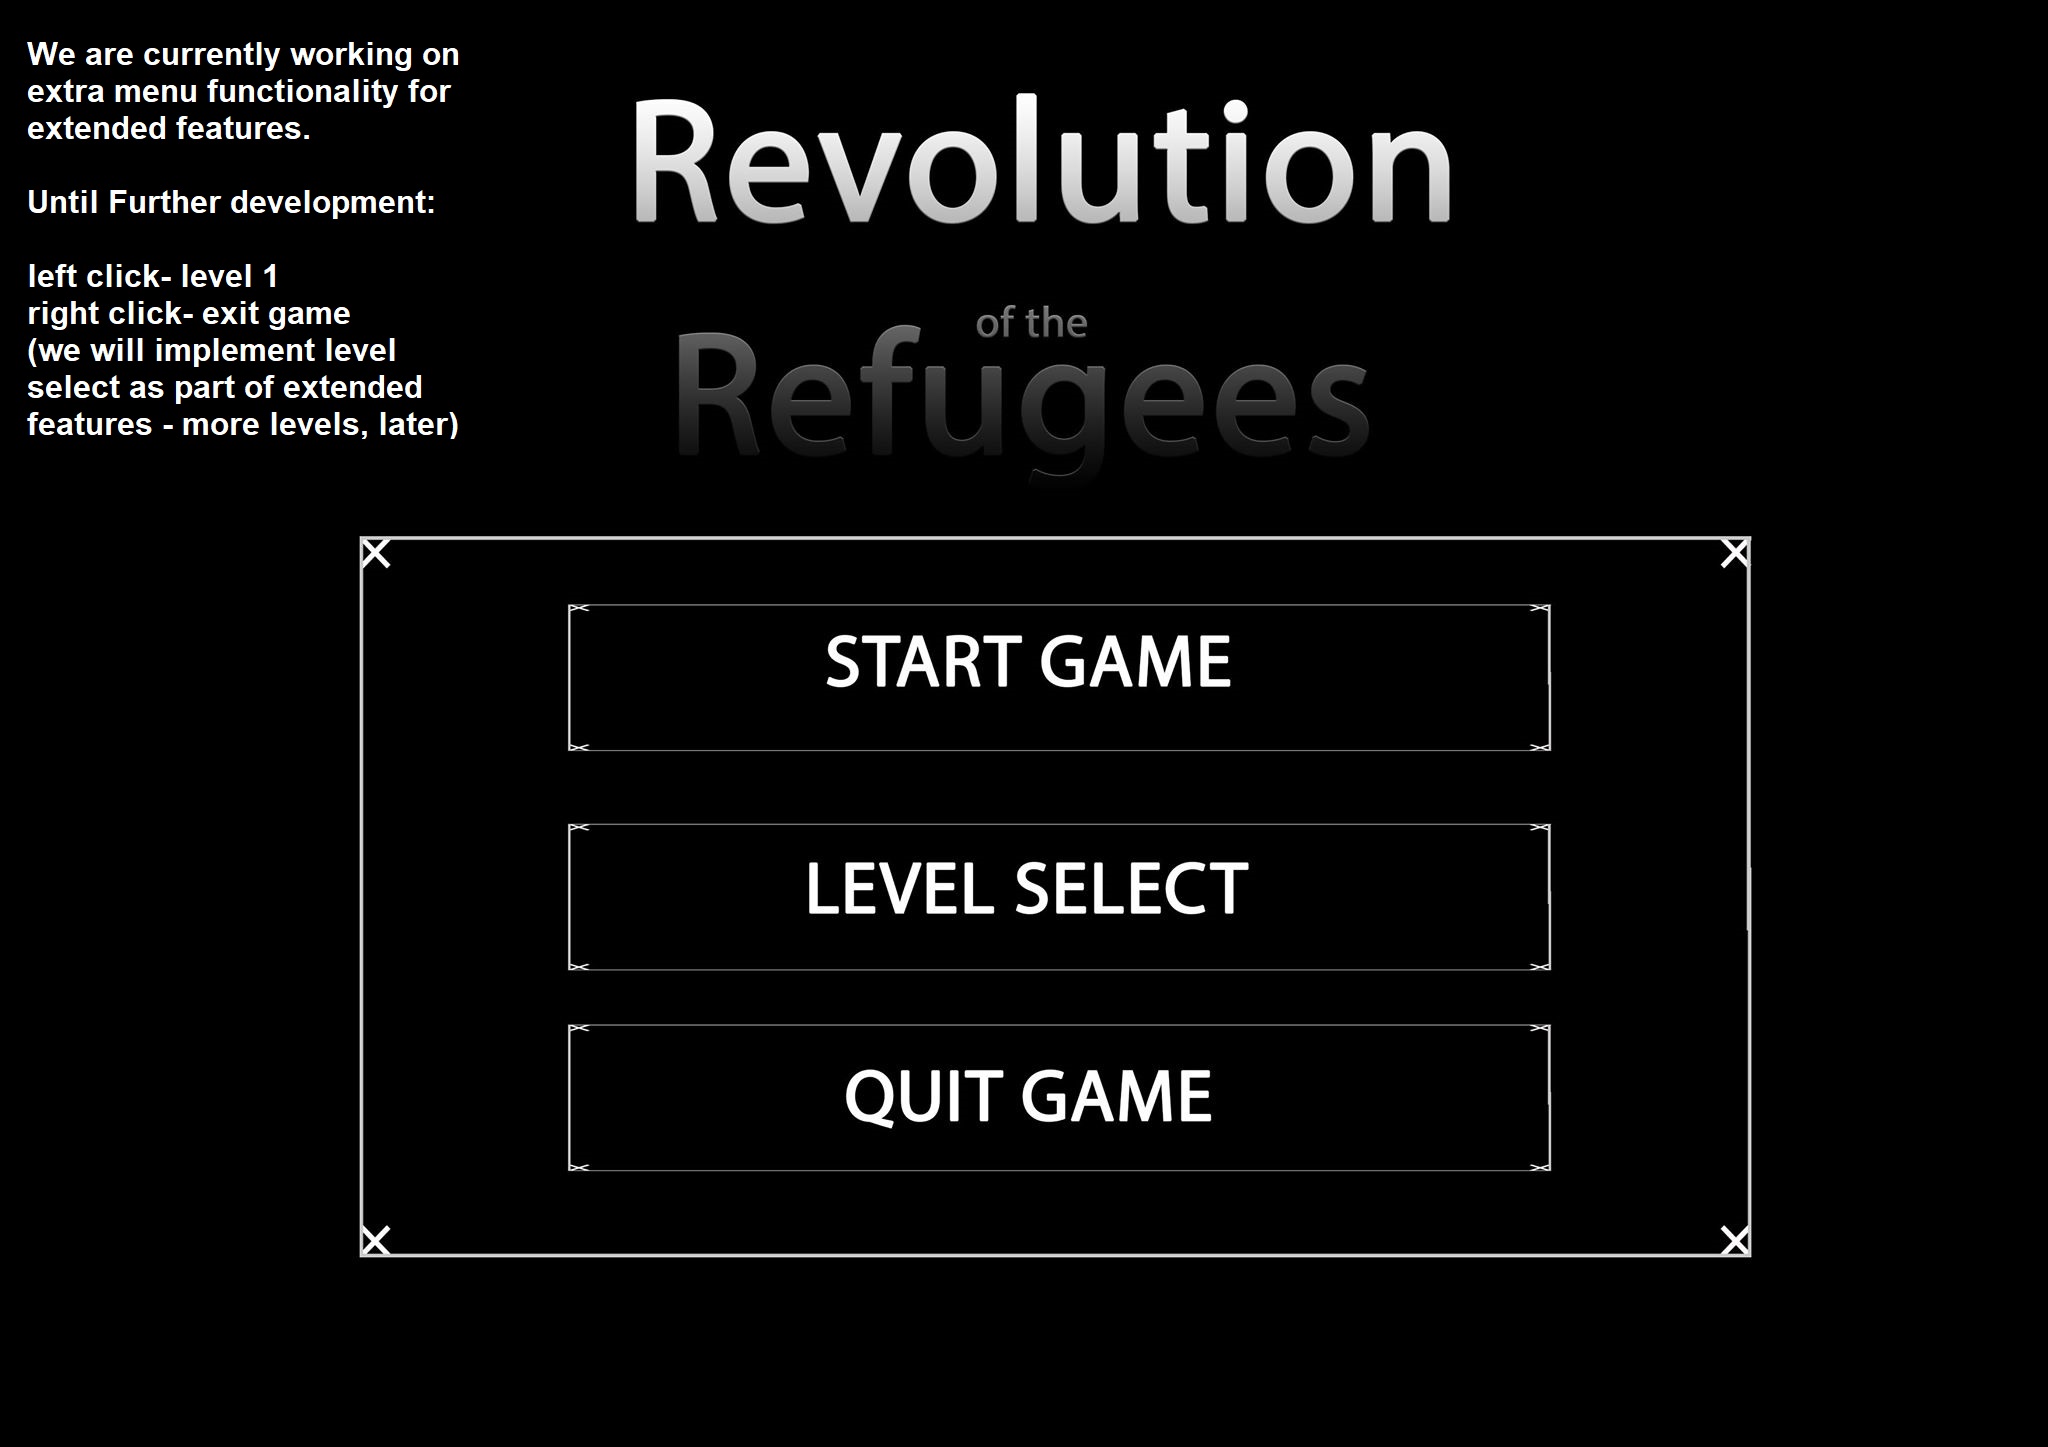 We are currently working on
extra menu functionality for
extended features.
Until Further development:
left click- level 1
right click- exit game
(we will implement level
select as part of extended
features - more levels, later)
Revolution
of the
Refugees
START GAME
LEVEL SELECT
QUIT GAME